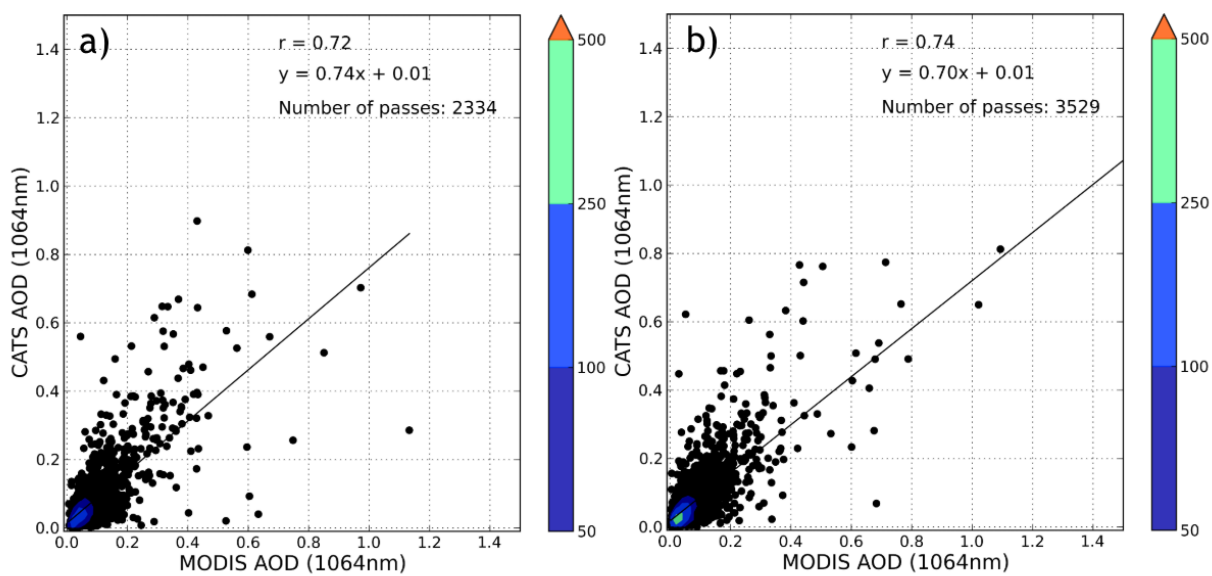 a)
r = 0.72
y = 0.74x + 0.01
Number of passes: 2334
CATS AOD (1064nm)
1.4
1.2
1.0
0.8
0.6
0.4
0.2
0.0
0.0 0.2 0.4 0.6 0.8 1.0 1.2 1.4
MODIS AOD (1064nm)
500
250
100
50
b)
r = 0.74
y = 0.70x + 0.01
Number of passes: 3529
CATS AOD (1064nm)
1.4
1.2
1.0
0.8
0.6
0.4
0.2
0.0
0.0 0.2 0.4 0.6 0.8 1.0 1.2 1.4
MODIS AOD (1064nm)
500
250
100
50